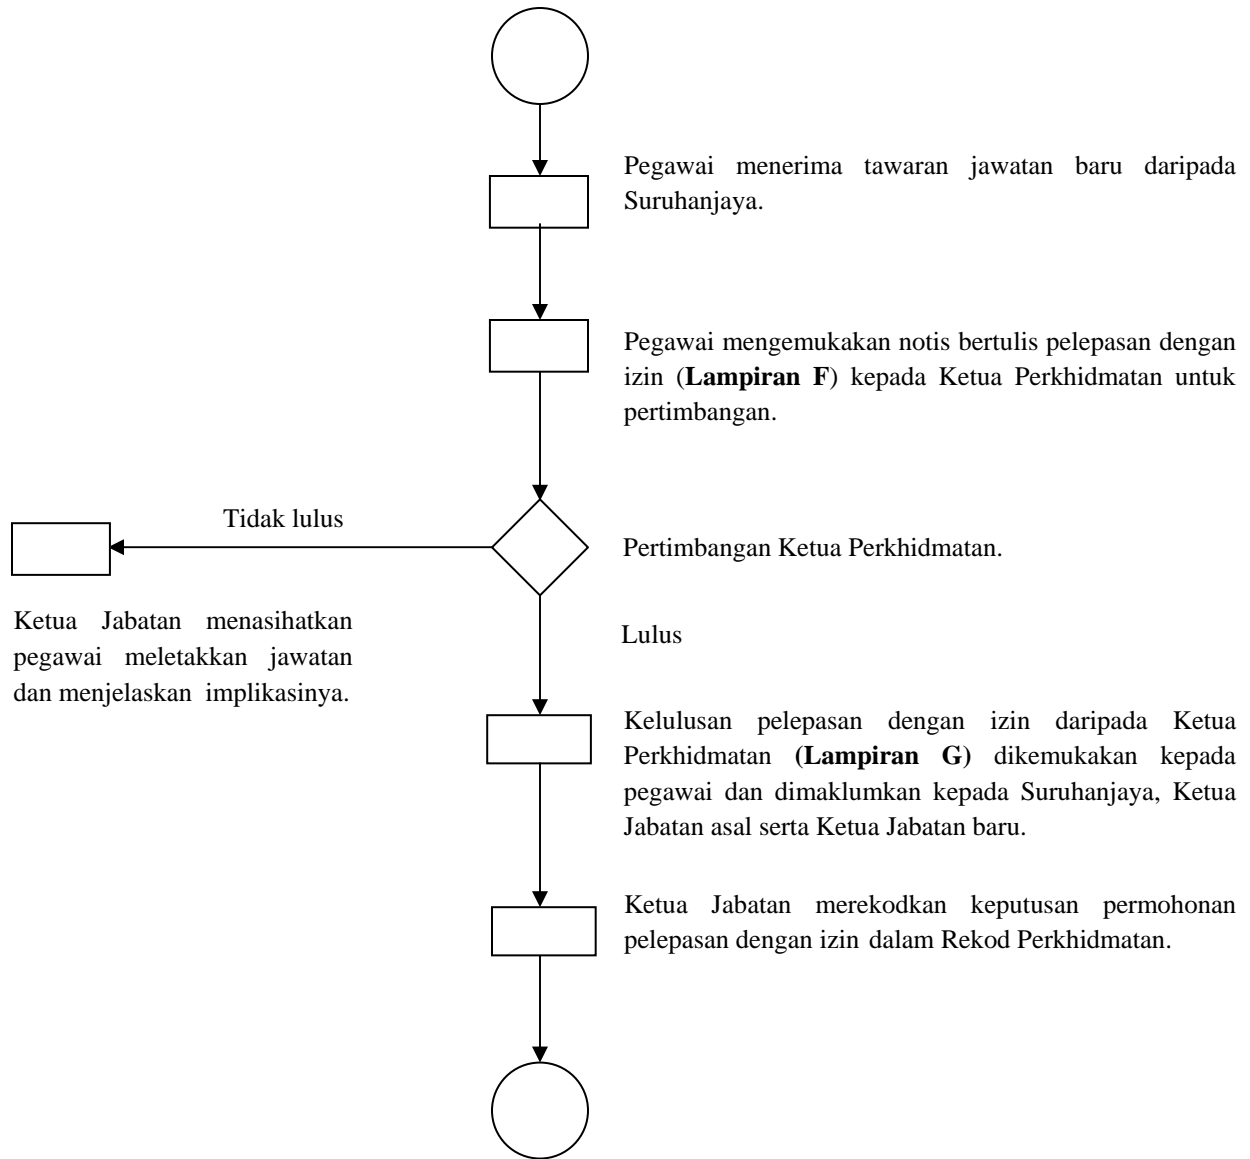 Pegawai menerima tawaran jawatan baru daripada
Suruhanjaya.
Pegawai mengemukakan notis bertulis pelepasan dengan
izin (Lampiran F) kepada Ketua Perkhidmatan untuk
pertimbangan.
Tidak lulus
Pertimbangan Ketua Perkhidmatan.
Ketua Jabatan menasihatkan
pegawai meletakkan jawatan
dan menjelaskan implikasinya.
Lulus
Kelulusan pelepasan dengan izin daripada Ketua
Perkhidmatan (Lampiran G) dikemukakan kepada
pegawai dan dimaklumkan kepada Suruhanjaya, Ketua
Jabatan asal serta Ketua Jabatan baru.
Ketua Jabatan merekodkan keputusan permohonan
pelepasan dengan izin dalam Rekod Perkhidmatan.